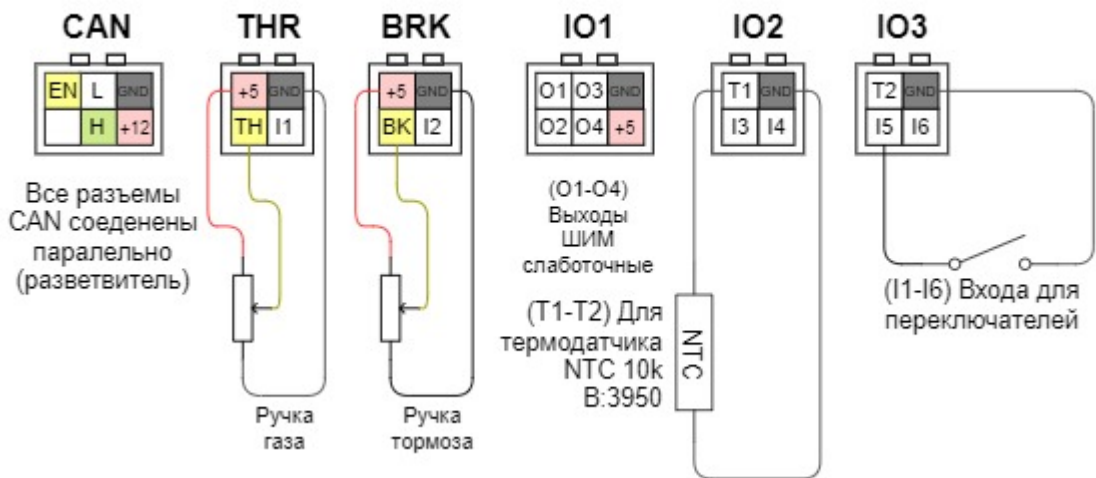 CAN THR BRK IO1 IO2 IO3
EN L GND
H +12
+5 GND
TH I1
+5 GND
BK I2
O1 O3 GND
O2 O4 +5
T1 GND
I3 I4
T2 GND
I5 I6
Все разъемы
CAN соеденены
паралельно
(разветвитель)
Ручка
газа
Ручка
тормоза
(O1-O4)
Выходы
ШИМ
слаботочные
(T1-T2) Для
термодатчика
NTC 10k
B:3950
NTC
(I1-I6) Входа для
переключателей